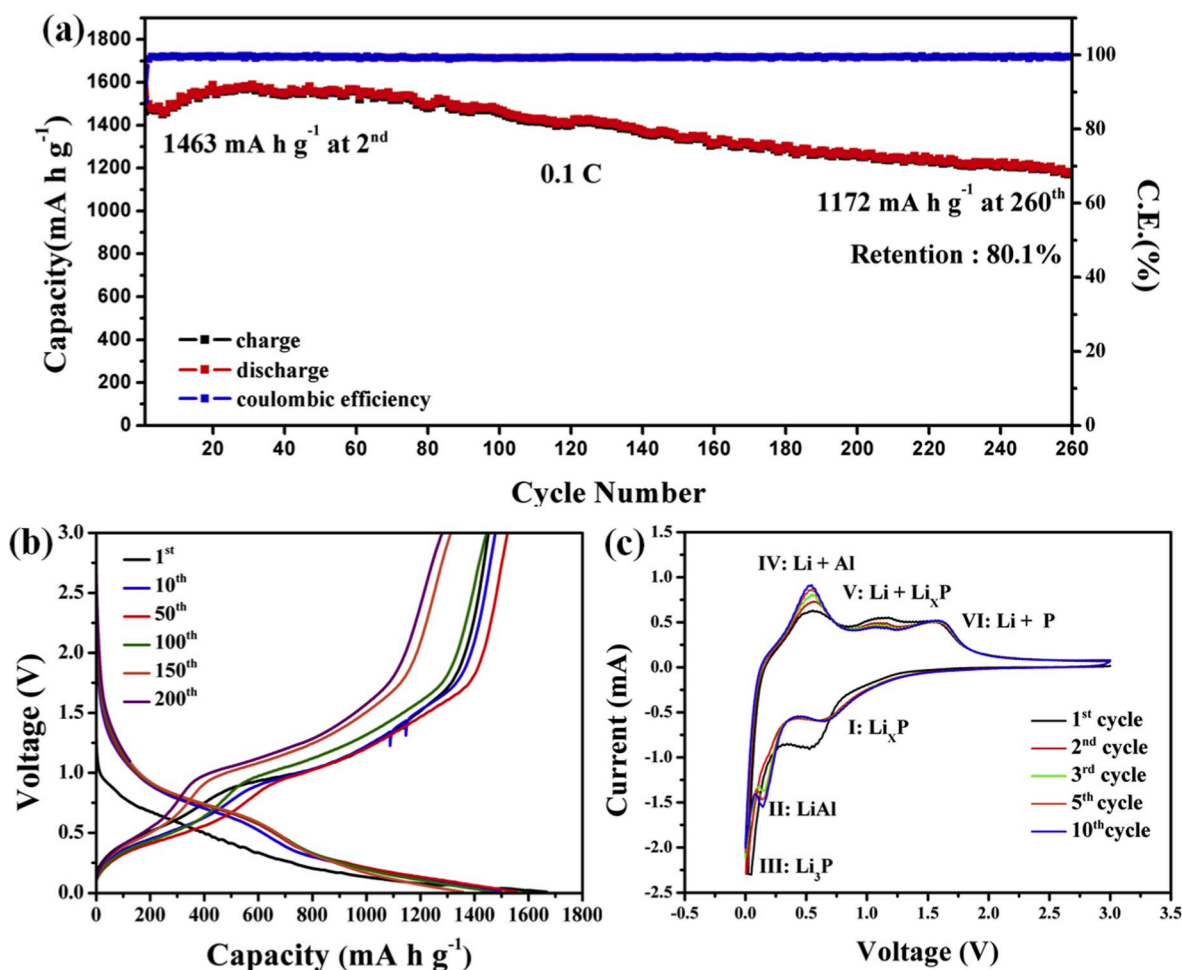 (a)
1800
1600
1400
1200
1000
800
600
400
200
0
Capacity(mA h g⁻¹)
1463 mA h g⁻¹ at 2ⁿᵈ
0.1 C
1172 mA h g⁻¹ at 260ᵗʰ
Retention : 80.1%
charge
discharge
coulombic efficiency
100
80
60
40
20
0
C.E.(%)
20 40 60 80 100 120 140 160 180 200 220 240 260
Cycle Number
(b)
3.0
2.5
2.0
1.5
1.0
0.5
0.0
Voltage (V)
1ˢᵗ
10ᵗʰ
50ᵗʰ
100ᵗʰ
150ᵗʰ
200ᵗʰ
0 200 400 600 800 1000 1200 1400 1600 1800
Capacity (mA h g⁻¹)
(c)
1.5
1.0
0.5
0.0
-0.5
-1.0
-1.5
-2.0
-2.5
Current (mA)
IV: Li + Al
V: Li + LiₓP
VI: Li + P
I: LiₓP
II: LiAl
III: Li₃P
1ˢᵗ cycle
2ⁿᵈ cycle
3ʳᵈ cycle
5ᵗʰ cycle
10ᵗʰcycle
-0.5 0.0 0.5 1.0 1.5 2.0 2.5 3.0 3.5
Voltage (V)